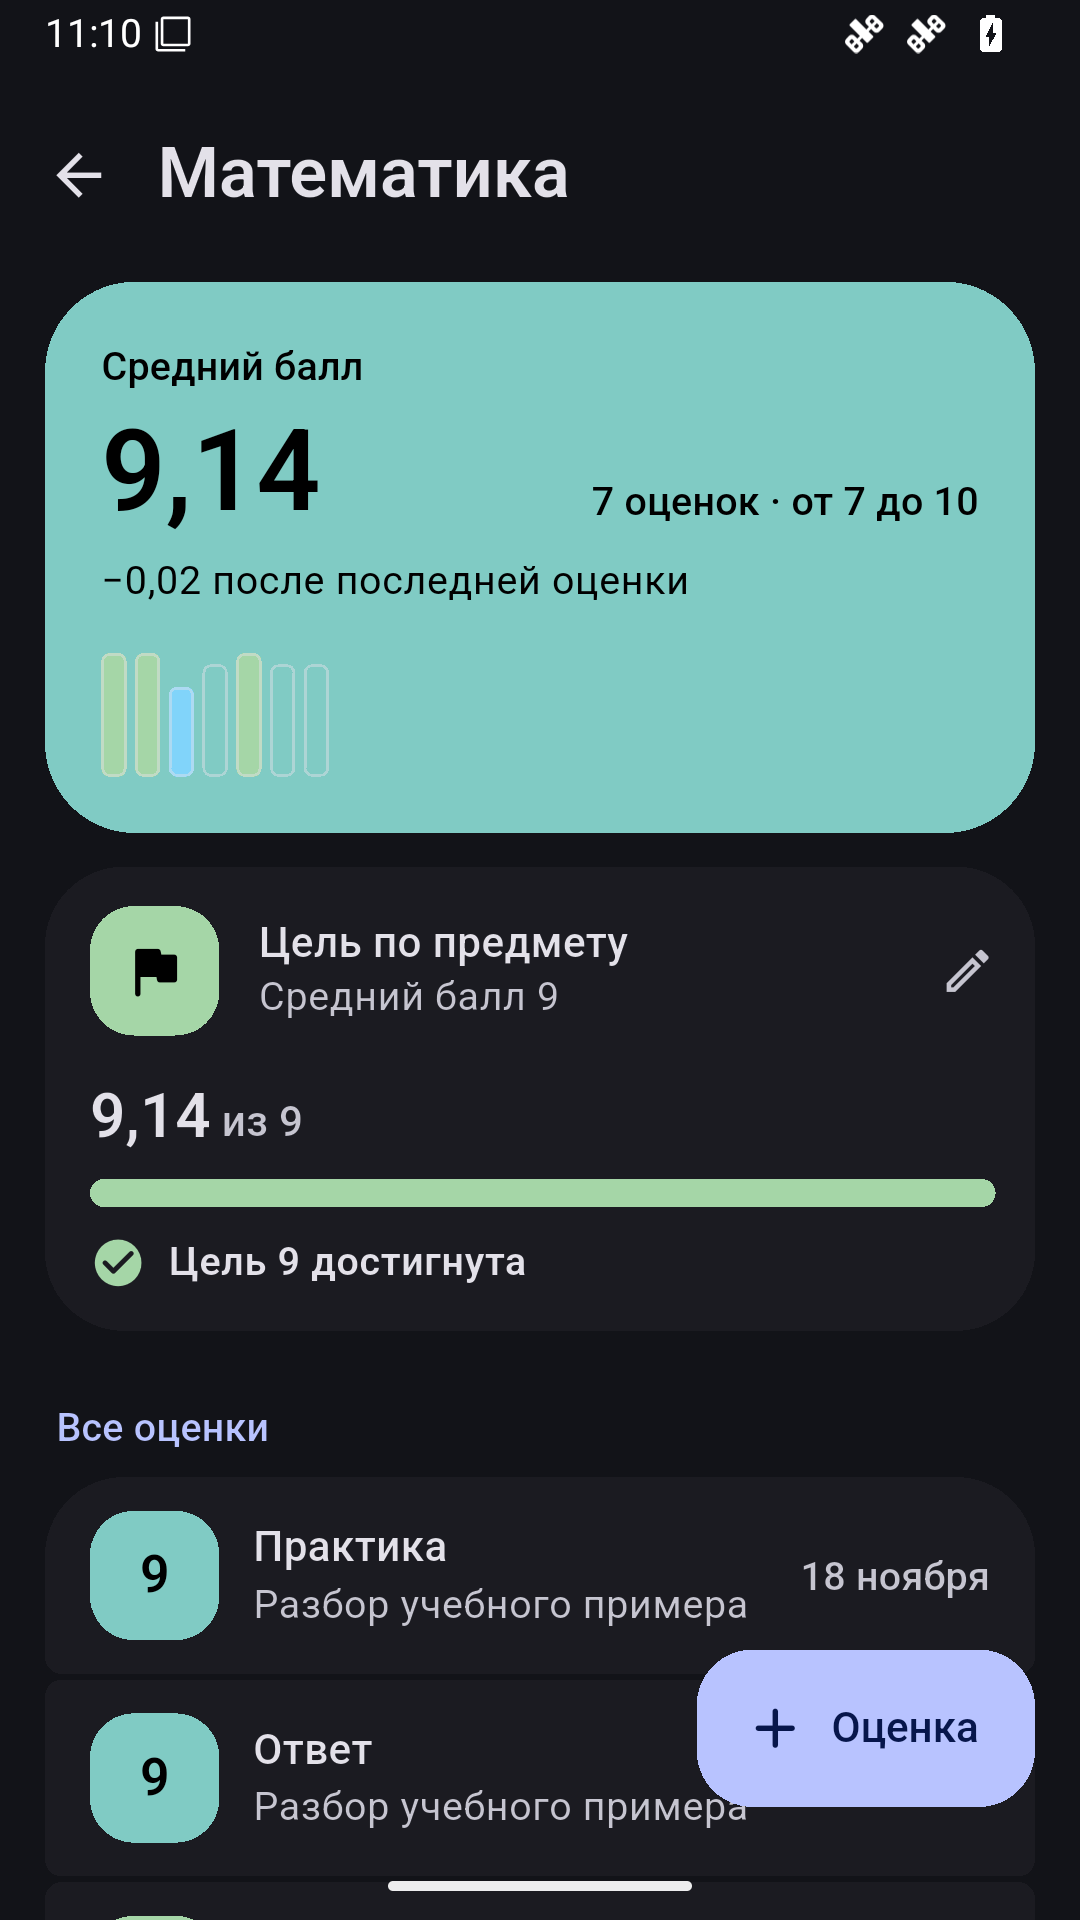 11:10
Математика
Средний балл
9,14
7 оценок · от 7 до 10
−0,02 после последней оценки
Цель по предмету
Средний балл 9
9,14 из 9
Цель 9 достигнута
Все оценки
9
Практика
Разбор учебного примера
18 ноября
9
Ответ
Разбор учебного примера
Оценка